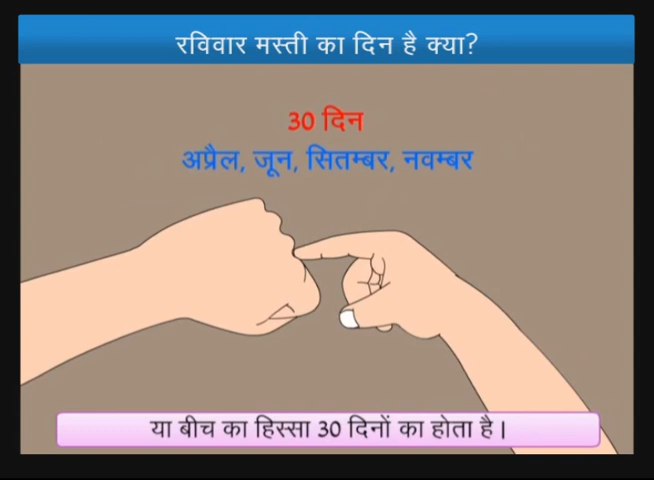 रविवार मस्ती का दिन है क्या?
30 दिन
अप्रैल, जून, सितम्बर, नवम्बर
या बीच का हिस्सा 30 दिनों का होता है।